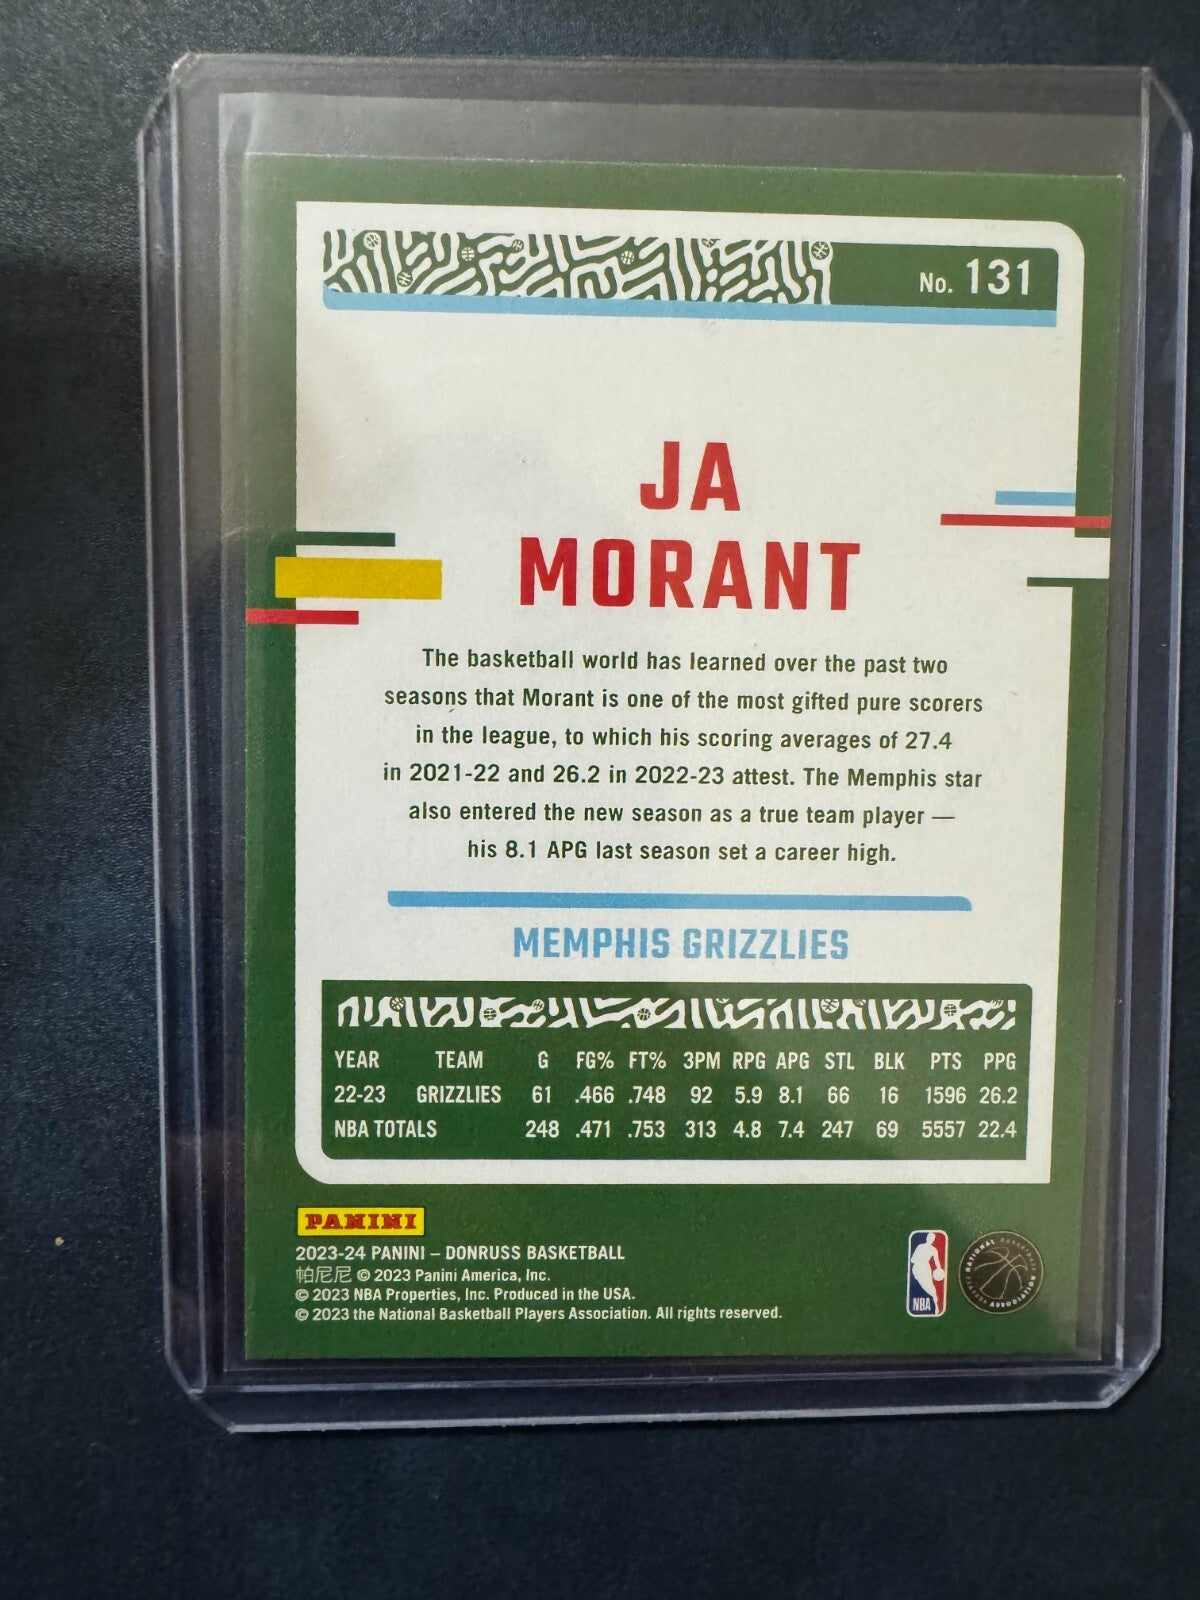 No. 131
JA
MORANT
The basketball world has learned over the past two
seasons that Morant is one of the most gifted pure scorers
in the league, to which his scoring averages of 27.4
in 2021-22 and 26.2 in 2022-23 attest. The Memphis star
also entered the new season as a true team player —
his 8.1 APG last season set a career high.
MEMPHIS GRIZZLIES
YEAR TEAM G FG% FT% 3PM RPG APG STL BLK PTS PPG
22-23 GRIZZLIES 61 .466 .748 92 5.9 8.1 66 16 1596 26.2
NBA TOTALS 248 .471 .753 313 4.8 7.4 247 69 5557 22.4
PANINI
2023-24 PANINI – DONRUSS BASKETBALL
帕尼尼 © 2023 Panini America, Inc.
© 2023 NBA Properties, Inc. Produced in the USA.
© 2023 the National Basketball Players Association. All rights reserved.
NBA
NATIONAL BASKETBALL PLAYERS ASSOCIATION